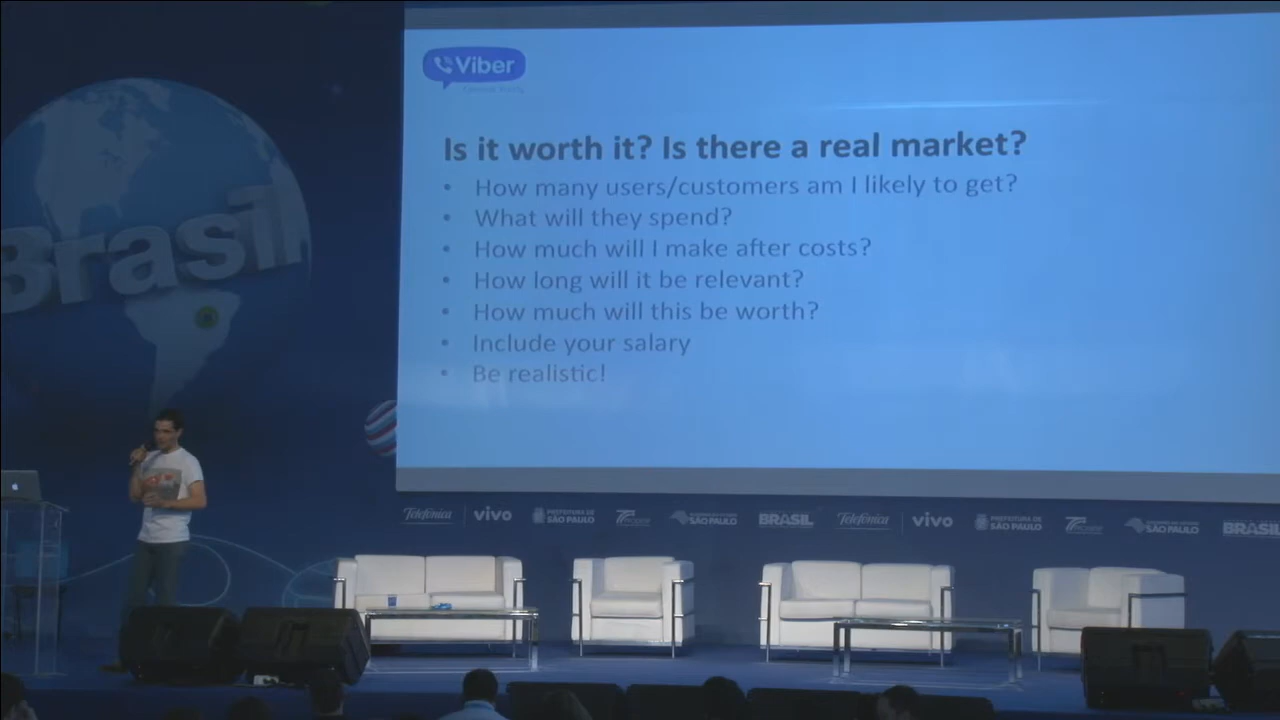 Viber
Is it worth it? Is there a real market?
• How many users/customers am I likely to get?
• What will they spend?
• How much will I make after costs?
• How long will it be relevant?
• How much will this be worth?
• Include your salary
• Be realistic!
Brasil
Telefónica vivo PREFEITURA DE SÃO PAULO BRASIL Telefónica vivo PREFEITURA DE SÃO PAULO BRASIL